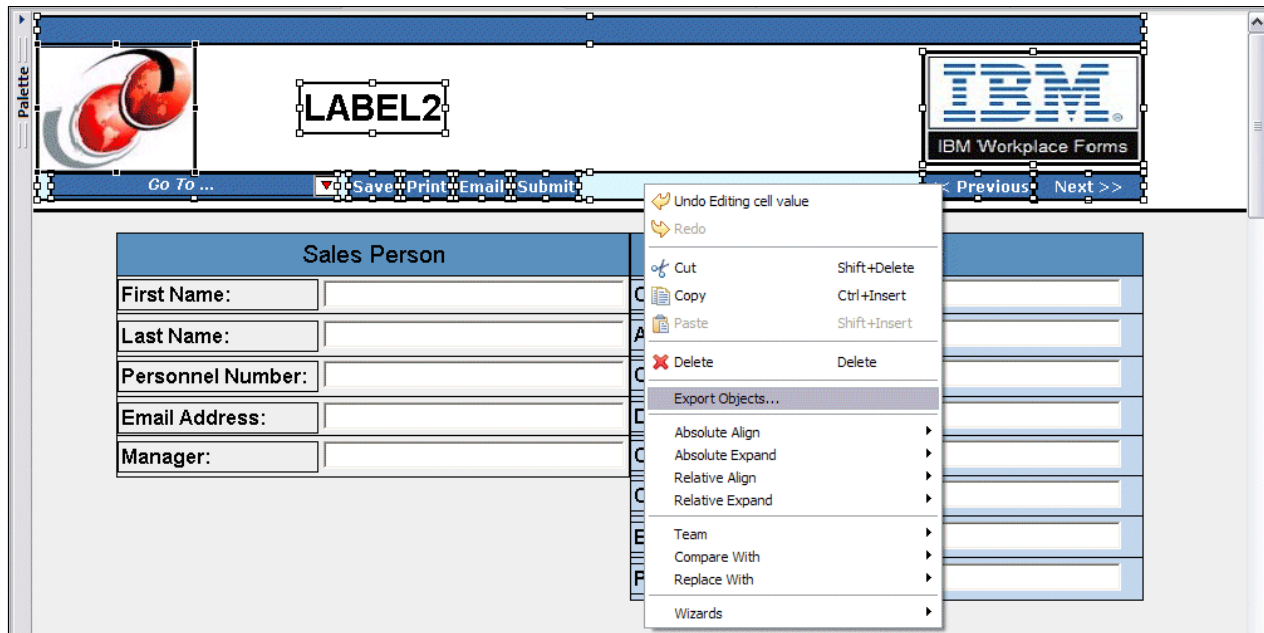 Palette
LABEL2
IBM
IBM Workplace Forms
Go To ... Save Print Email Submit < Previous Next >>
Sales Person
First Name:
Last Name:
Personnel Number:
Email Address:
Manager:
C
A
C
D
C
C
E
P
Undo Editing cell value
Redo
Cut Shift+Delete
Copy Ctrl+Insert
Paste Shift+Insert
Delete Delete
Export Objects...
Absolute Align
Absolute Expand
Relative Align
Relative Expand
Team
Compare With
Replace With
Wizards